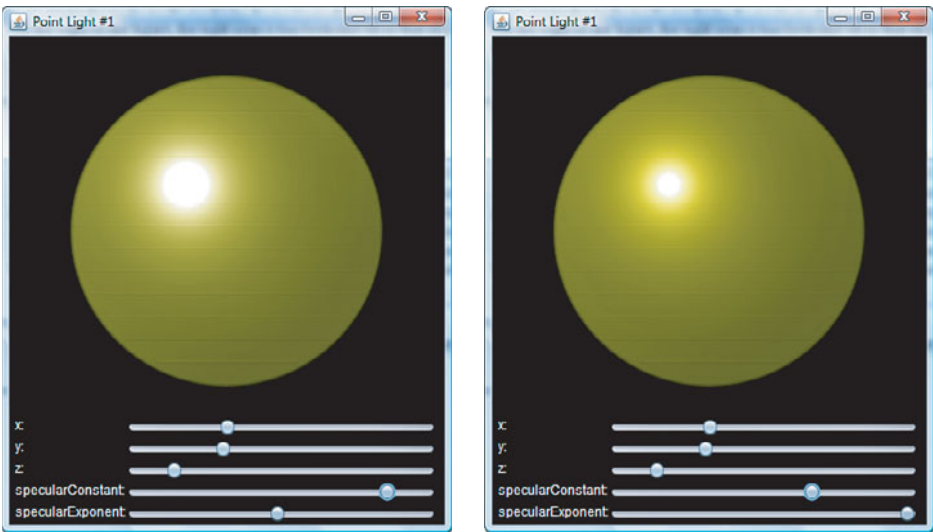 Point Light #1
x:
y:
z:
specularConstant:
specularExponent:
Point Light #1
x:
y:
z:
specularConstant:
specularExponent: